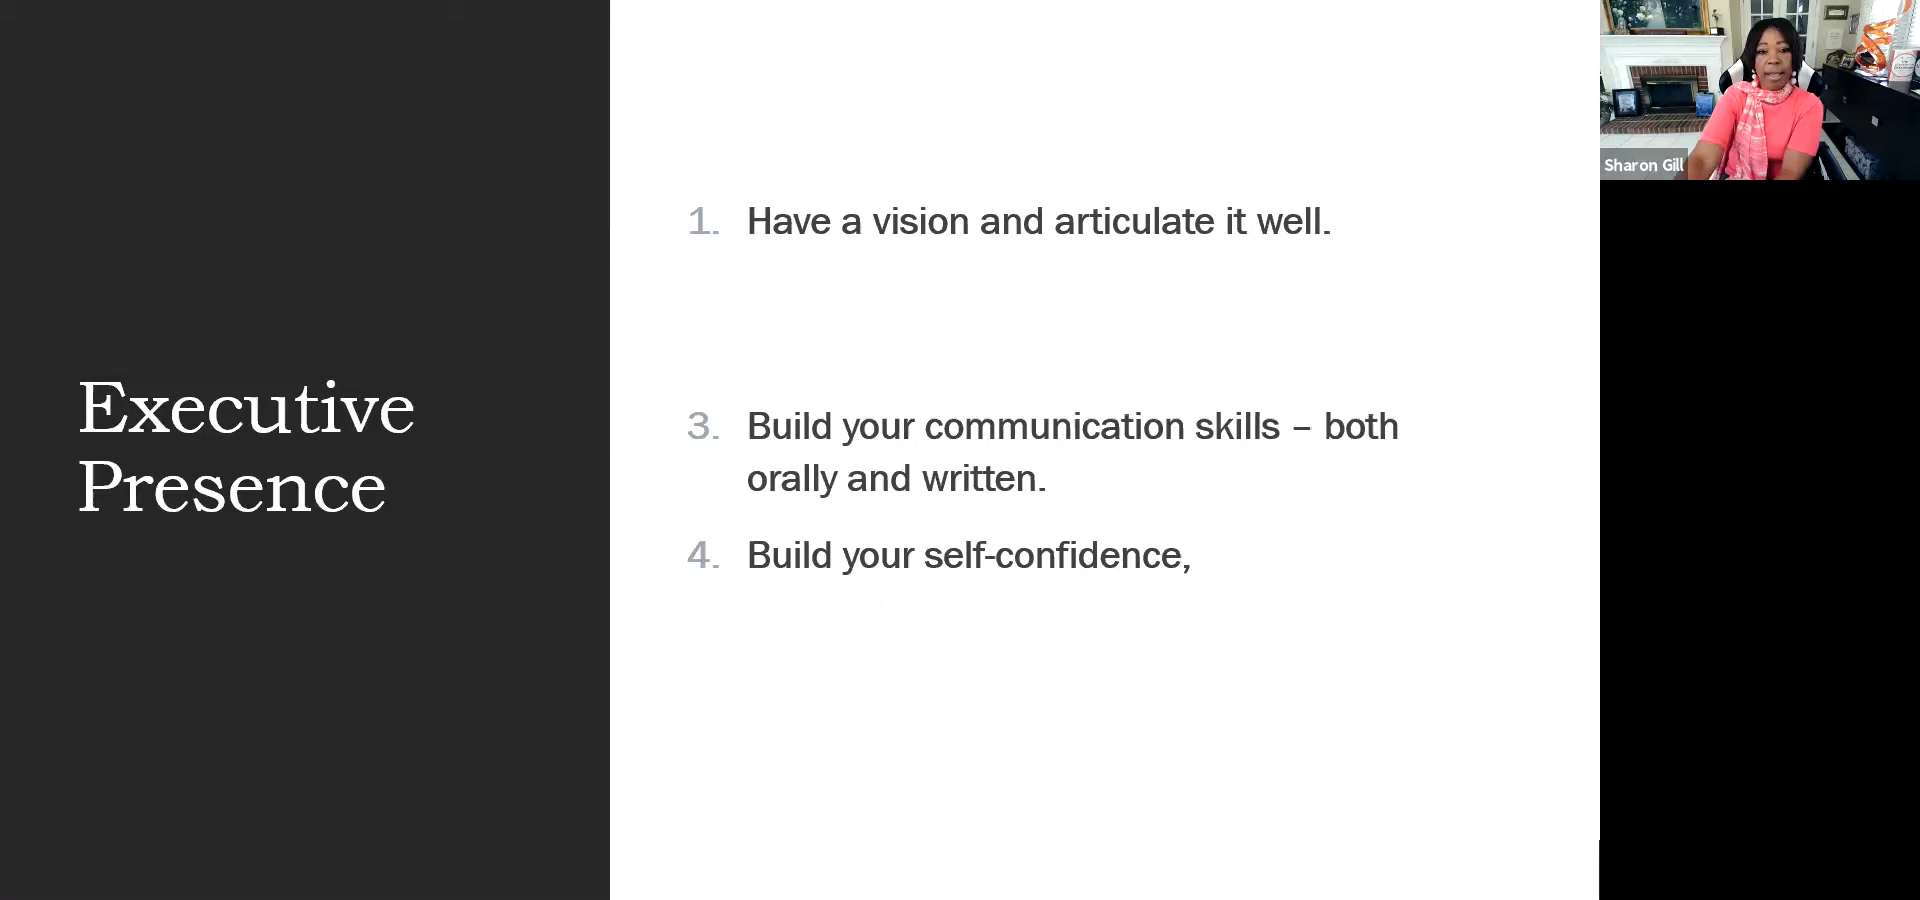 Executive
Presence
1. Have a vision and articulate it well.
3. Build your communication skills – both
orally and written.
4. Build your self-confidence,
Sharon Gill